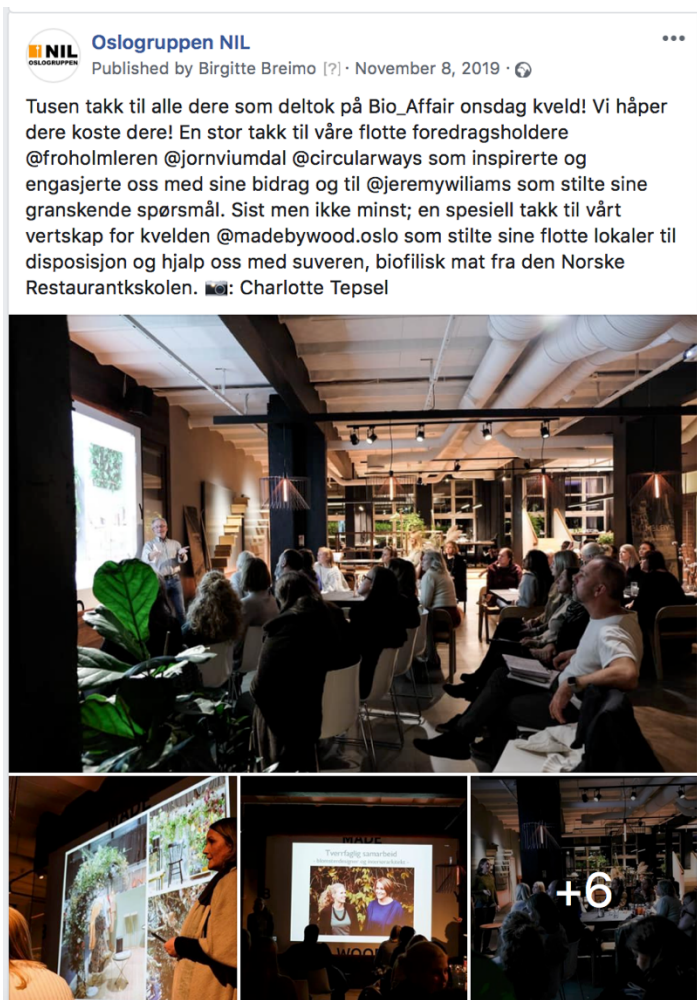 NIL
OSLOGRUPPEN
Oslogruppen NIL
Published by Birgitte Breimo [?] · November 8, 2019 ·
Tusen takk til alle dere som deltok på Bio_Affair onsdag kveld! Vi håper
dere koste dere! En stor takk til våre flotte foredragsholdere
@froholmleren @jornviumdal @circularways som inspirerte og
engasjerte oss med sine bidrag og til @jeremywiliams som stilte sine
granskende spørsmål. Sist men ikke minst; en spesiell takk til vårt
vertskap for kvelden @madebywood.oslo som stilte sine flotte lokaler til
disposisjon og hjalp oss med suveren, biofilisk mat fra den Norske
Restaurantkskolen. 📷: Charlotte Tepsel
MADE
MADE
Tverrfaglig samarbeid
WOOD
+6